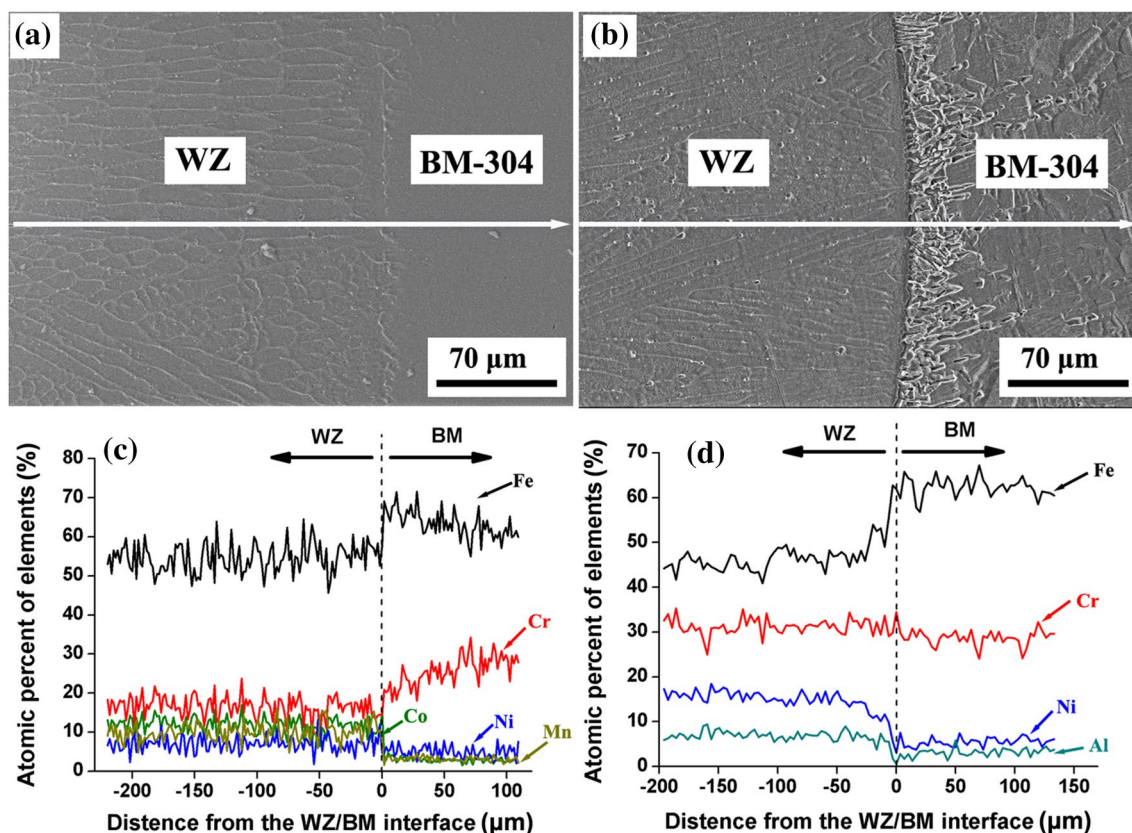 (a)
WZ
BM-304
70 μm
(b)
WZ
BM-304
70 μm
(c)
WZ
BM
Fe
Cr
Co
Ni
Mn
Atomic percent of elements (%)
80
70
60
50
40
30
20
10
0
-200
-150
-100
-50
0
50
100
Distence from the WZ/BM interface (μm)
(d)
WZ
BM
Fe
Cr
Ni
Al
Atomic percent of elements (%)
70
60
50
40
30
20
10
0
-200
-150
-100
-50
0
50
100
150
Distence from the WZ/BM interface (μm)